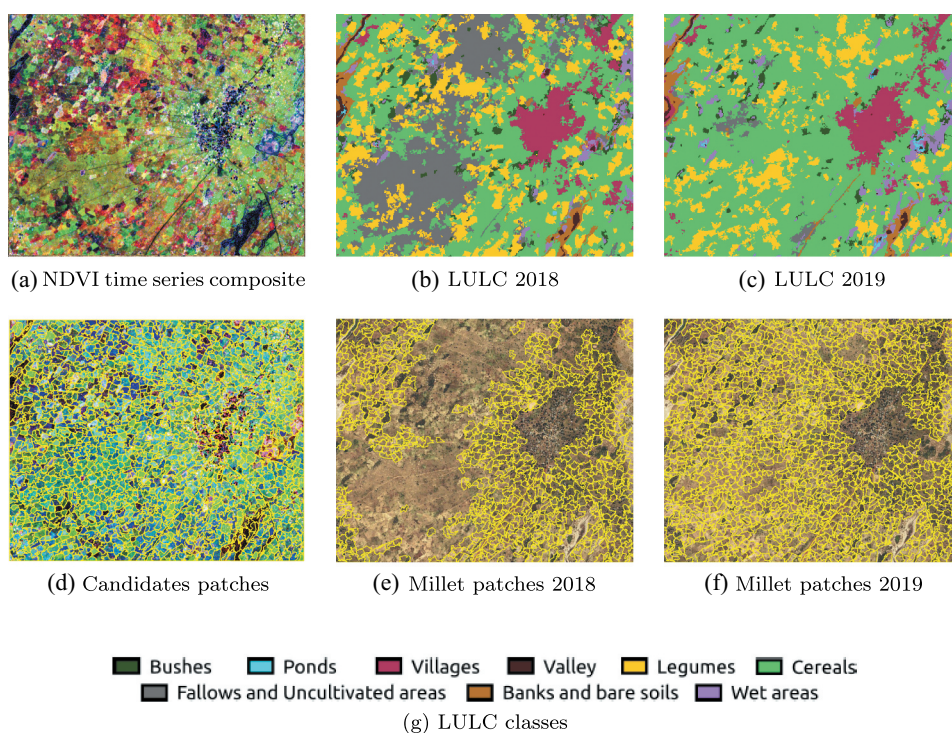 (a) NDVI time series composite
(b) LULC 2018
(c) LULC 2019
(d) Candidates patches
(e) Millet patches 2018
(f) Millet patches 2019
Bushes Ponds Villages Valley Legumes Cereals
Fallows and Uncultivated areas Banks and bare soils Wet areas
(g) LULC classes